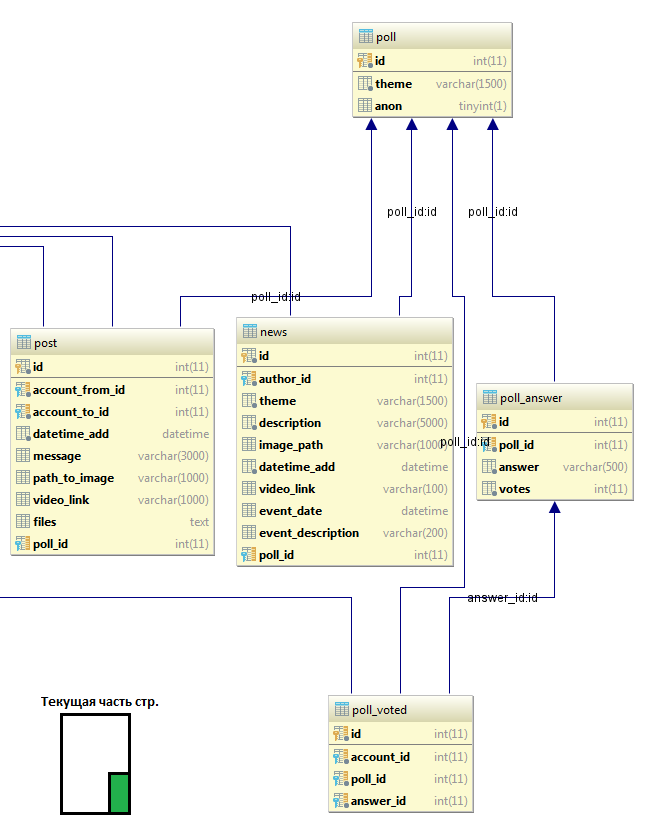 poll
id int(11)
theme varchar(1500)
anon tinyint(1)
poll_id:id
poll_id:id
poll_id:id
post
id int(11)
account_from_id int(11)
account_to_id int(11)
datetime_add datetime
message varchar(3000)
path_to_image varchar(1000)
video_link varchar(1000)
files text
poll_id int(11)
news
id int(11)
author_id int(11)
theme varchar(1500)
description varchar(5000)
image_path varchar(1000)
datetime_add datetime
video_link varchar(100)
event_date datetime
event_description varchar(200)
poll_id int(11)
poll_id:id
poll_answer
id int(11)
poll_id int(11)
answer varchar(500)
votes int(11)
answer_id:id
poll_voted
id int(11)
account_id int(11)
poll_id int(11)
answer_id int(11)
Текущая часть стр.